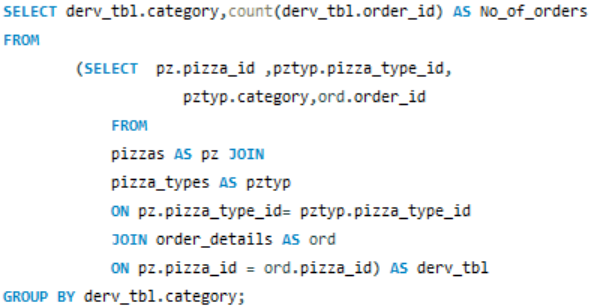 SELECT derv_tbl.category,count(derv_tbl.order_id) AS No_of_orders
FROM
(SELECT pz.pizza_id ,pztyp.pizza_type_id,
pztyp.category,ord.order_id
FROM
pizzas AS pz JOIN
pizza_types AS pztyp
ON pz.pizza_type_id= pztyp.pizza_type_id
JOIN order_details AS ord
ON pz.pizza_id = ord.pizza_id) AS derv_tbl
GROUP BY derv_tbl.category;